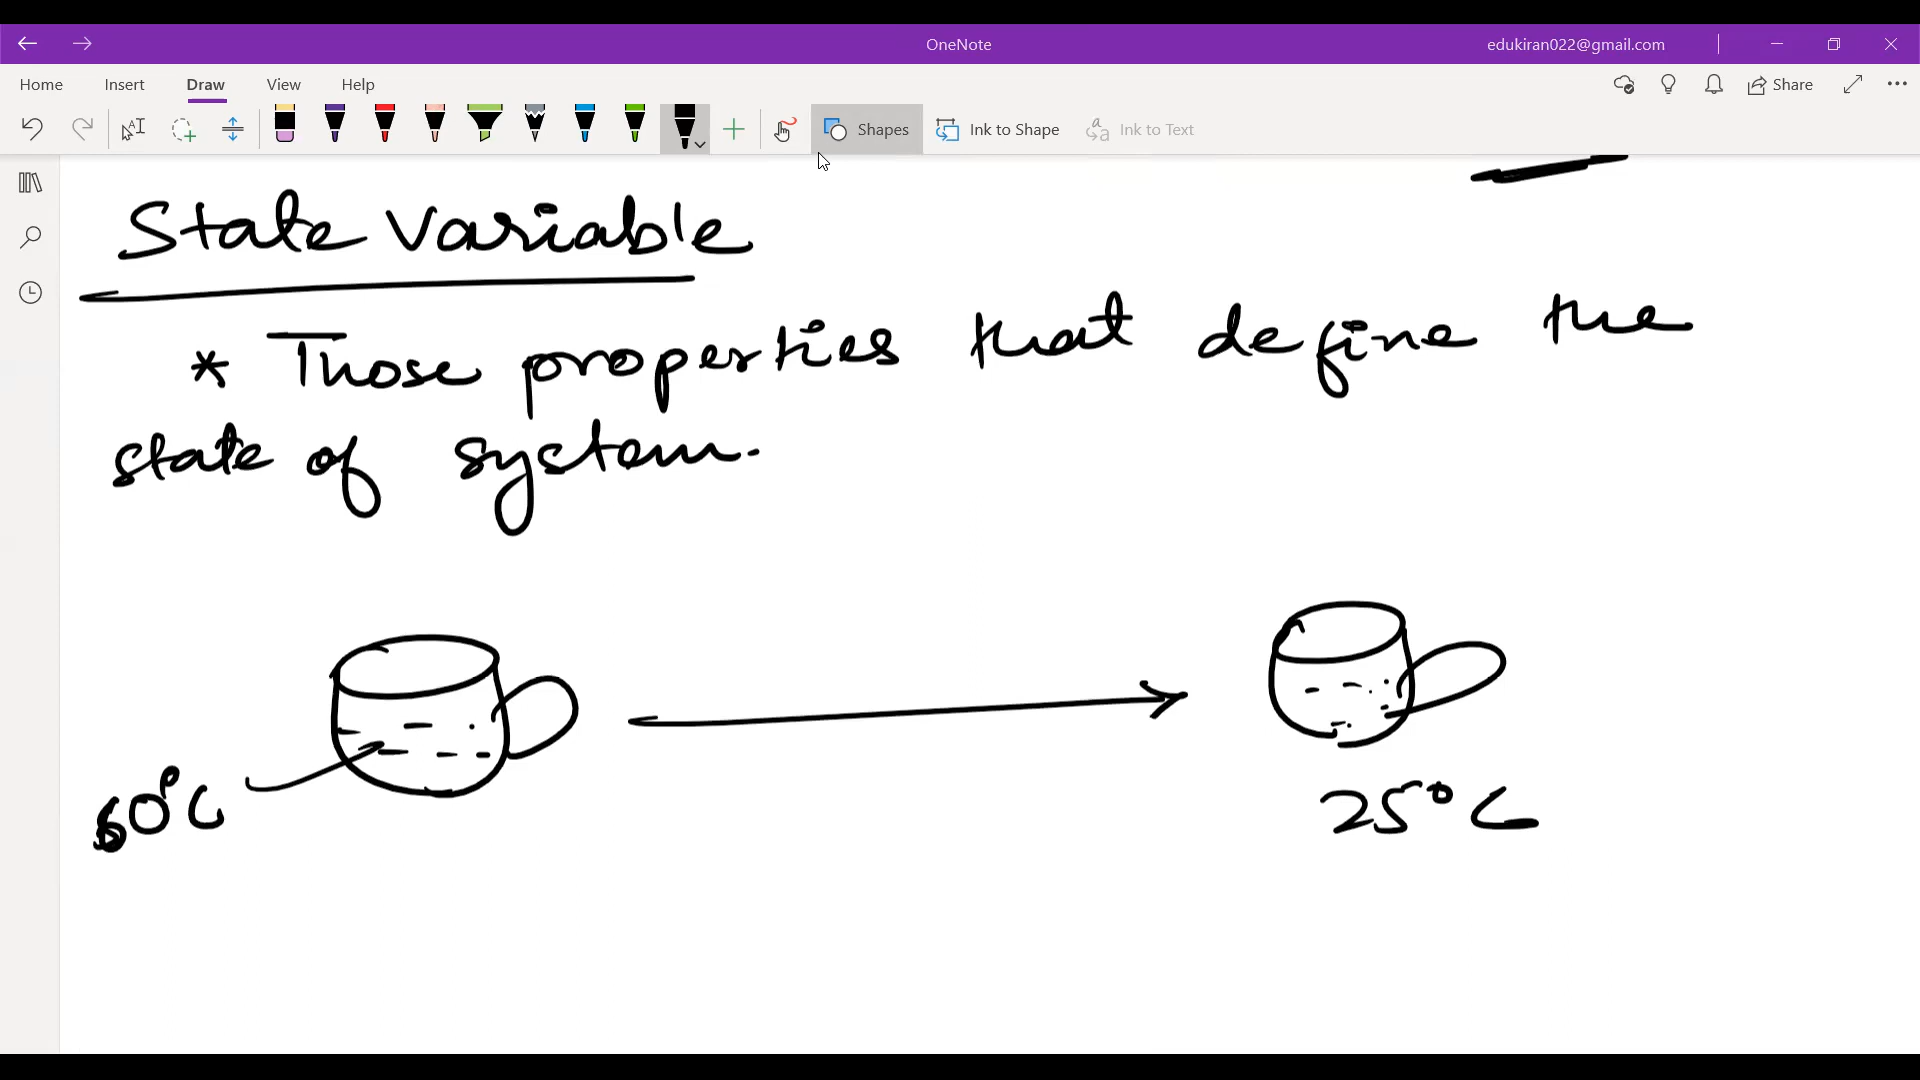 OneNote
edukiran022@gmail.com
Home Insert Draw View Help
Share
Shapes Ink to Shape Ink to Text
State Variable
* Those properties that define the
state of system.
60°C
25°C